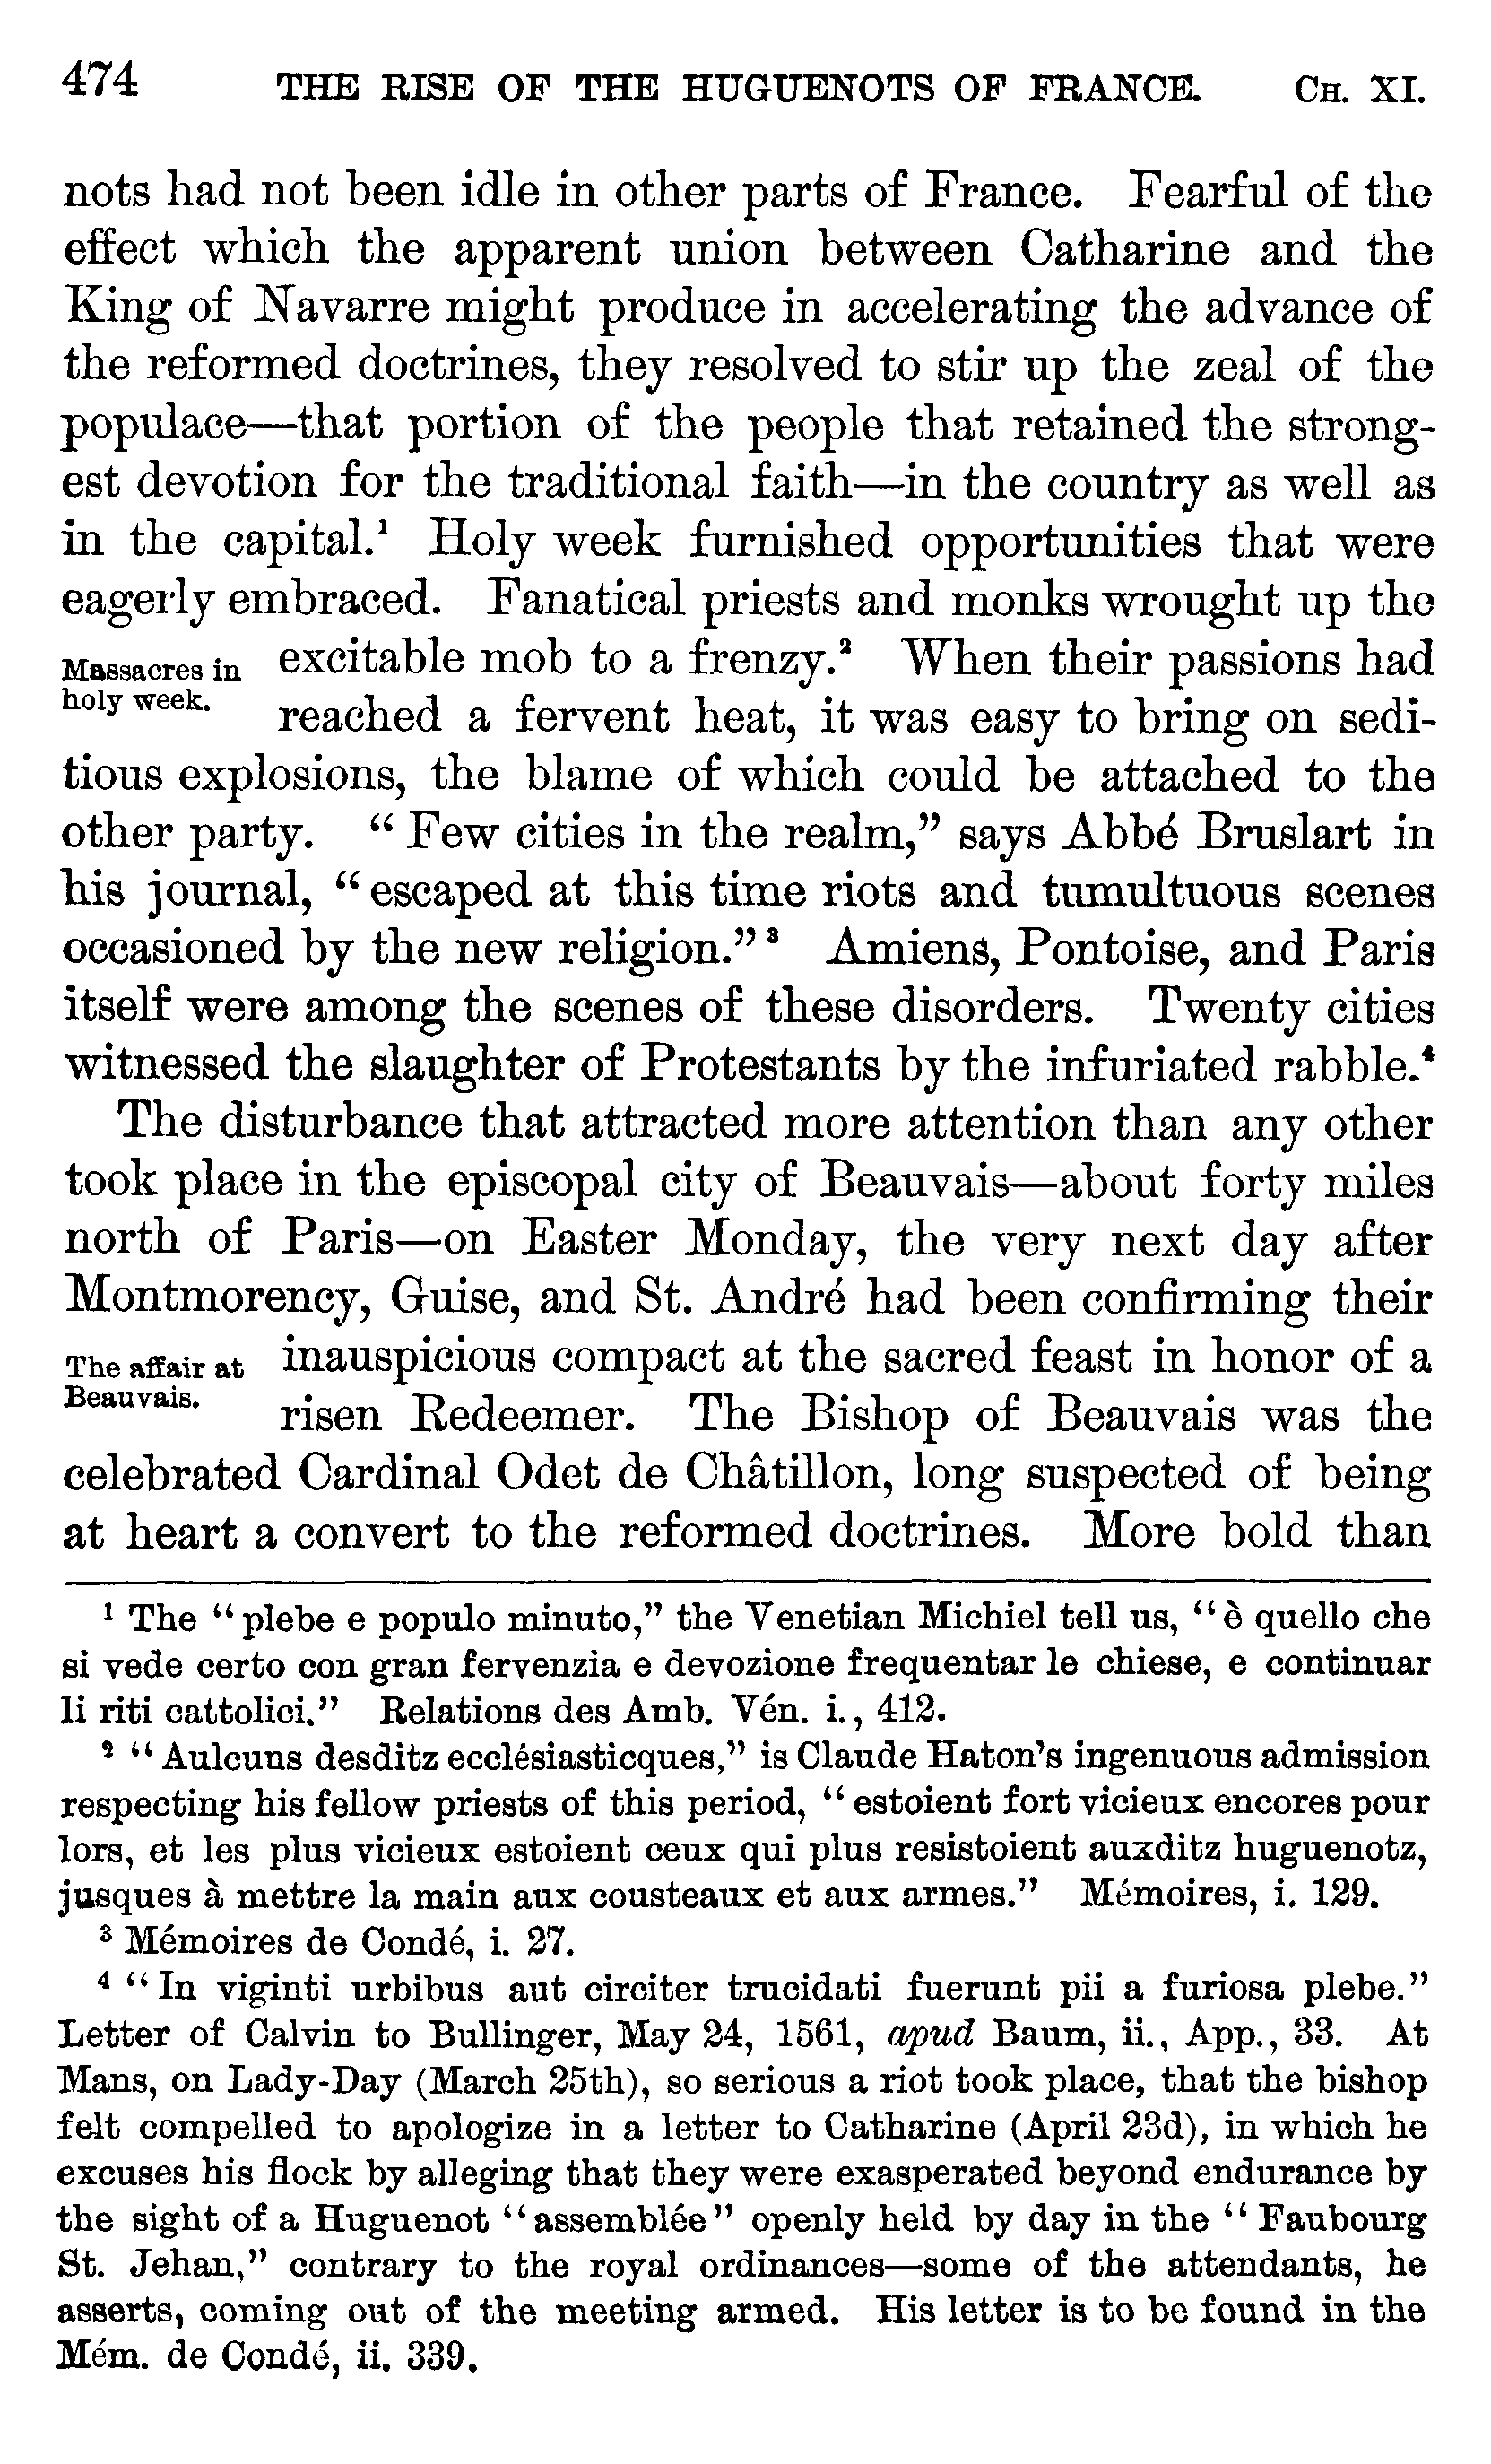 474 THE RISE OF THE HUGUENOTS OF FRANCE. CH. XI.
nots had not been idle in other parts of France. Fearful of the
effect which the apparent union between Catharine and the
King of Navarre might produce in accelerating the advance of
the reformed doctrines, they resolved to stir up the zeal of the
populace—that portion of the people that retained the strong-
est devotion for the traditional faith—in the country as well as
in the capital.¹ Holy week furnished opportunities that were
eagerly embraced. Fanatical priests and monks wrought up the
Massacres in
holy week.
excitable mob to a frenzy.² When their passions had
reached a fervent heat, it was easy to bring on sedi-
tious explosions, the blame of which could be attached to the
other party. “Few cities in the realm,” says Abbé Bruslart in
his journal, “escaped at this time riots and tumultuous scenes
occasioned by the new religion.”³ Amiens, Pontoise, and Paris
itself were among the scenes of these disorders. Twenty cities
witnessed the slaughter of Protestants by the infuriated rabble.⁴
The disturbance that attracted more attention than any other
took place in the episcopal city of Beauvais—about forty miles
north of Paris—on Easter Monday, the very next day after
Montmorency, Guise, and St. André had been confirming their
The affair at
Beauvais.
inauspicious compact at the sacred feast in honor of a
risen Redeemer. The Bishop of Beauvais was the
celebrated Cardinal Odet de Châtillon, long suspected of being
at heart a convert to the reformed doctrines. More bold than
¹ The “plebe e populo minuto,” the Venetian Michiel tell us, “è quello che
si vede certo con gran fervenzia e devozione frequentar le chiese, e continuar
li riti cattolici.” Relations des Amb. Vén. i., 412.
² “Aulcuns desditz ecclésiasticques,” is Claude Haton’s ingenuous admission
respecting his fellow priests of this period, “estoient fort vicieux encores pour
lors, et les plus vicieux estoient ceux qui plus resistoient auxditz huguenotz,
jusques à mettre la main aux cousteaux et aux armes.” Mémoires, i. 129.
³ Mémoires de Condé, i. 27.
⁴ “In viginti urbibus aut circiter trucidati fuerunt pii a furiosa plebe.”
Letter of Calvin to Bullinger, May 24, 1561, apud Baum, ii., App., 33. At
Mans, on Lady-Day (March 25th), so serious a riot took place, that the bishop
felt compelled to apologize in a letter to Catharine (April 23d), in which he
excuses his flock by alleging that they were exasperated beyond endurance by
the sight of a Huguenot “assemblée” openly held by day in the “Faubourg
St. Jehan,” contrary to the royal ordinances—some of the attendants, he
asserts, coming out of the meeting armed. His letter is to be found in the
Mém. de Condé, ii. 339.